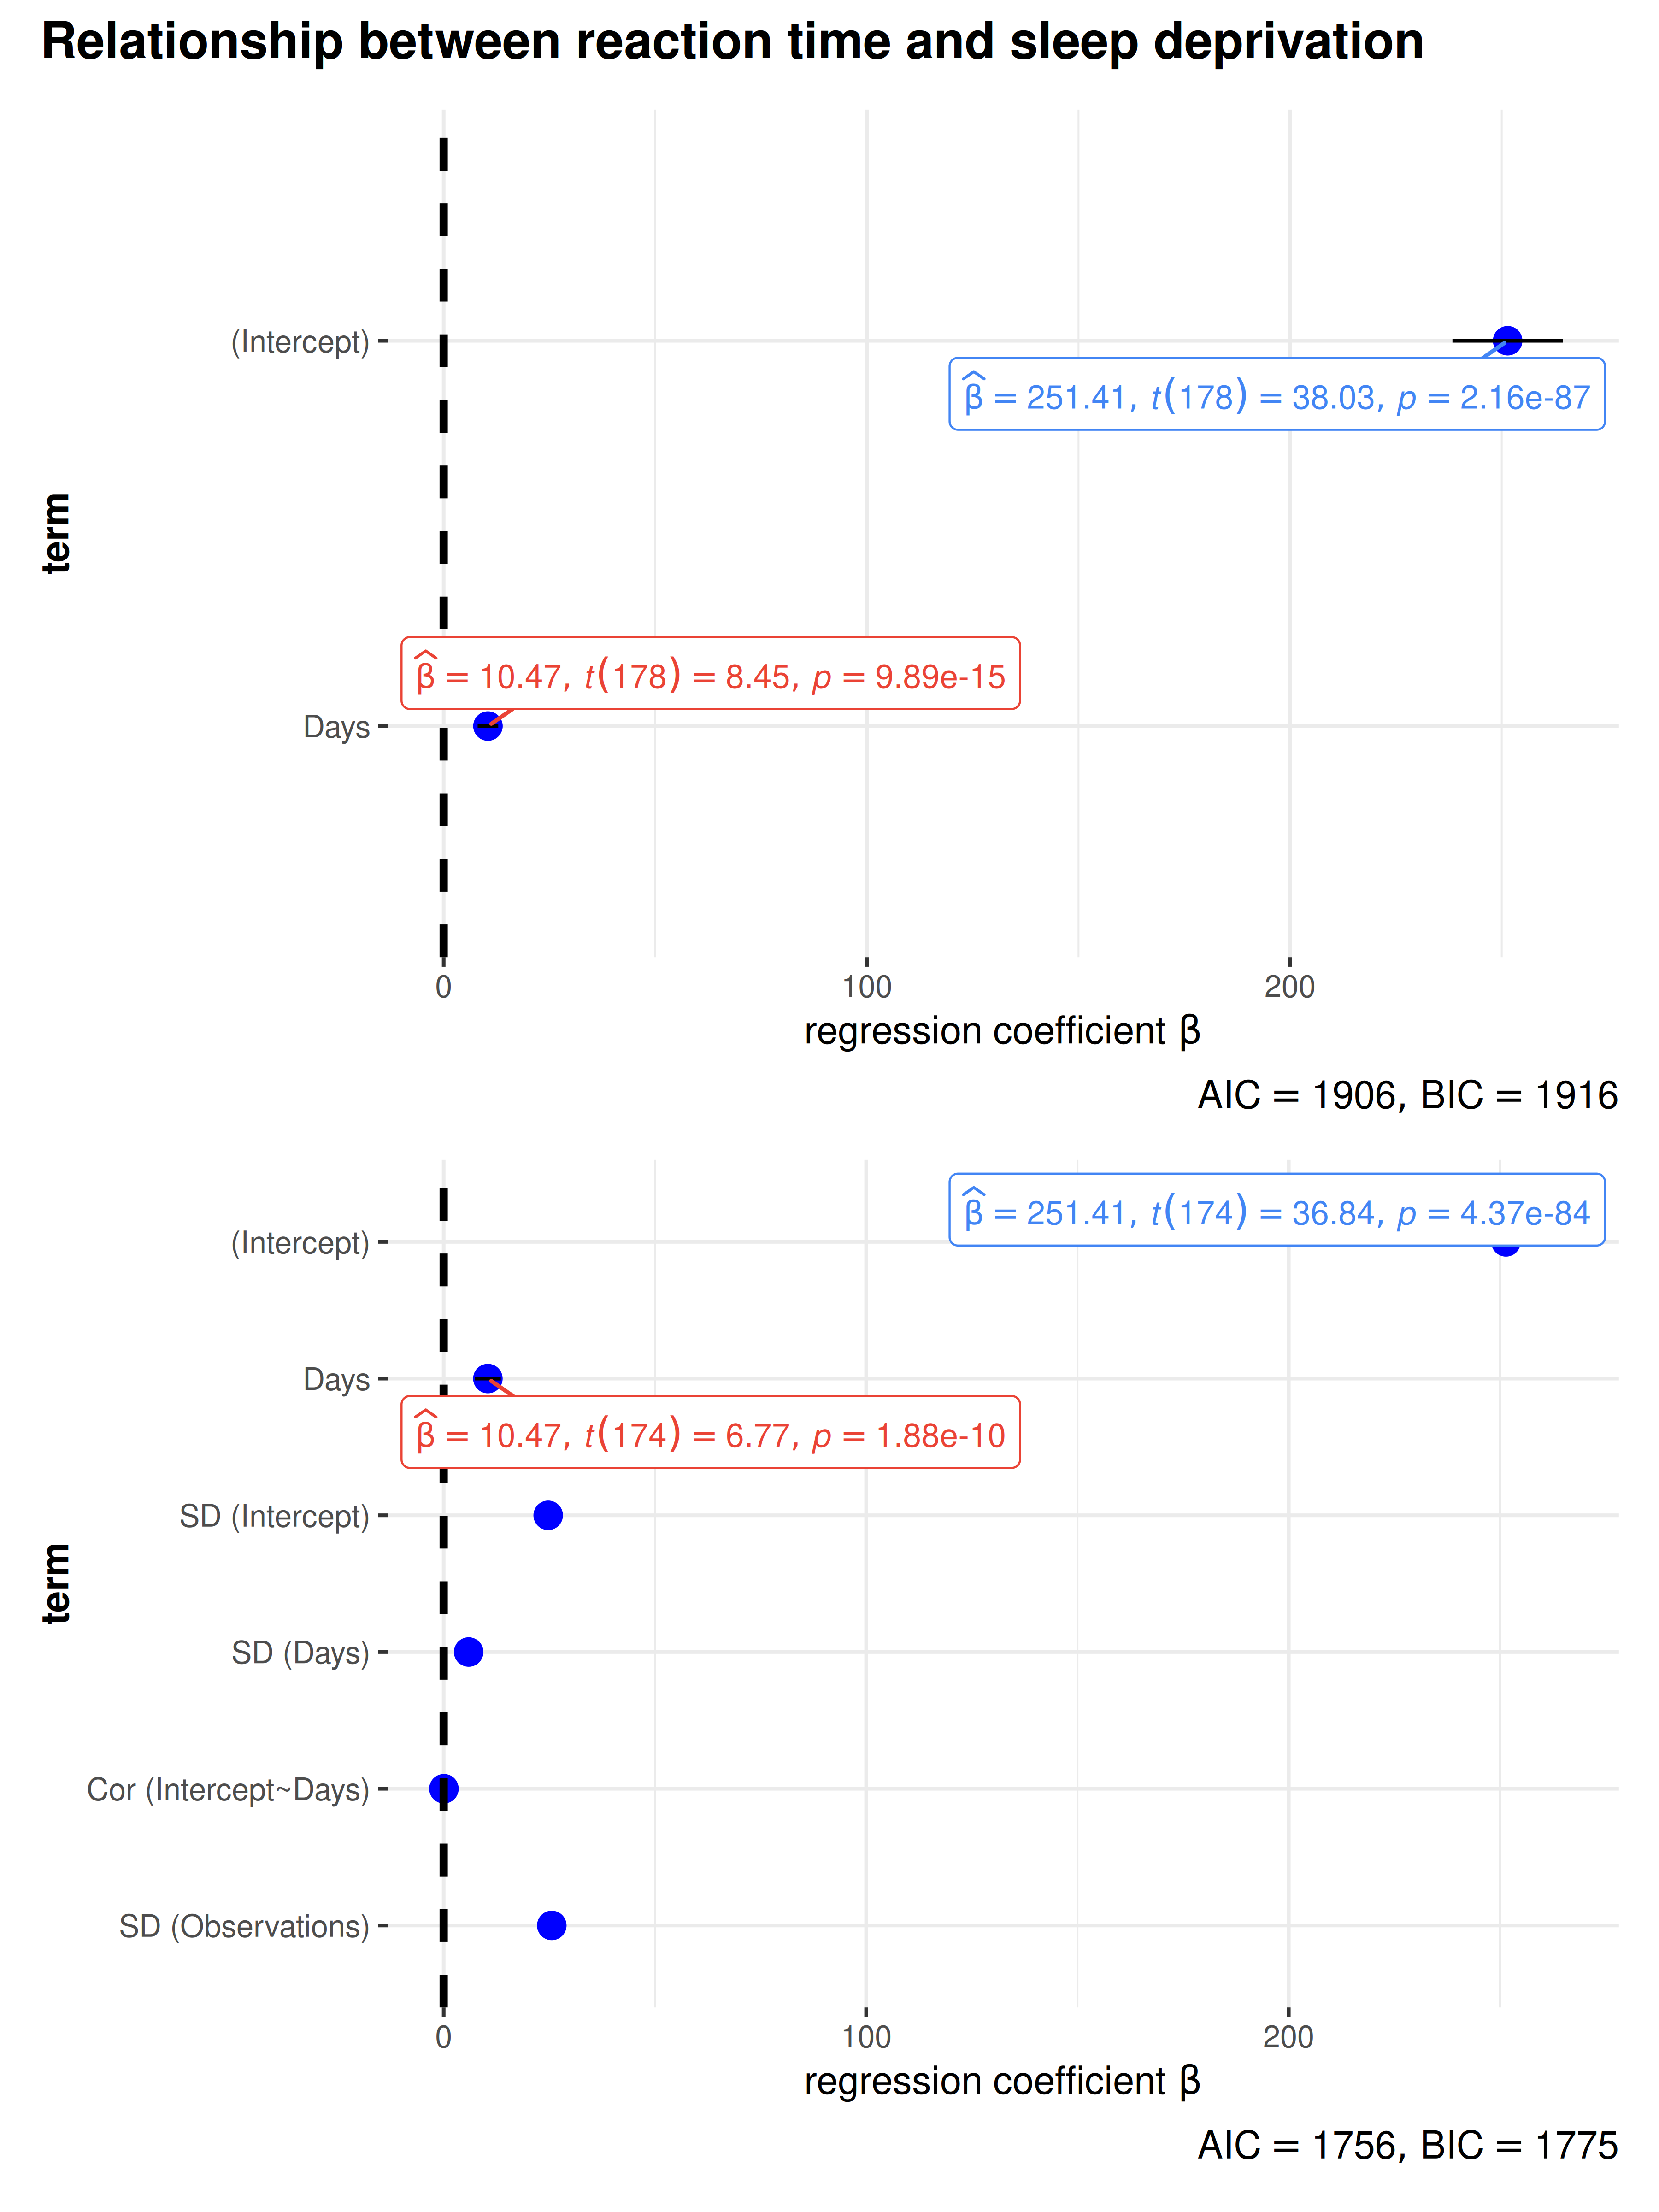 Relationship between reaction time and sleep deprivation
term
(Intercept)
β̂ = 251.41, t(178) = 38.03, p = 2.16e-87
β̂ = 10.47, t(178) = 8.45, p = 9.89e-15
Days
0 100 200
regression coefficient β
AIC = 1906, BIC = 1916
term
β̂ = 251.41, t(174) = 36.84, p = 4.37e-84
(Intercept)
Days
β̂ = 10.47, t(174) = 6.77, p = 1.88e-10
SD (Intercept)
SD (Days)
Cor (Intercept~Days)
SD (Observations)
0 100 200
regression coefficient β
AIC = 1756, BIC = 1775